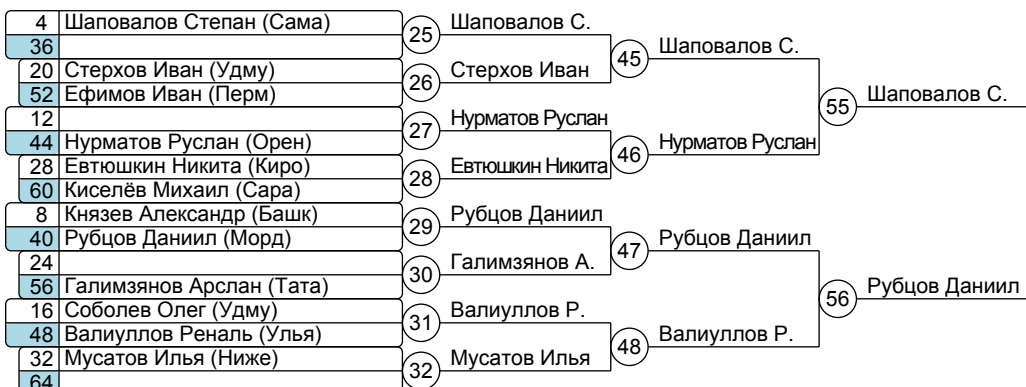 4 Шаповалов Степан (Сама)
36
20 Стерхов Иван (Удму)
52 Ефимов Иван (Перм)
12
44 Нурматов Руслан (Орен)
28 Евтюшкин Никита (Киро)
60 Киселёв Михаил (Сара)
8 Князев Александр (Башк)
40 Рубцов Даниил (Морд)
24
56 Галимзянов Арслан (Тата)
16 Соболев Олег (Удму)
48 Валиуллов Реналь (Улья)
32 Мусатов Илья (Ниже)
64
25 Шаповалов С.
26 Стерхов Иван
27 Нурматов Руслан
28 Евтюшкин Никита
29 Рубцов Даниил
30 Галимзянов А.
31 Валиуллов Р.
32 Мусатов Илья
45 Шаповалов С.
46 Нурматов Руслан
47 Рубцов Даниил
48 Валиуллов Р.
55 Шаповалов С.
56 Рубцов Даниил